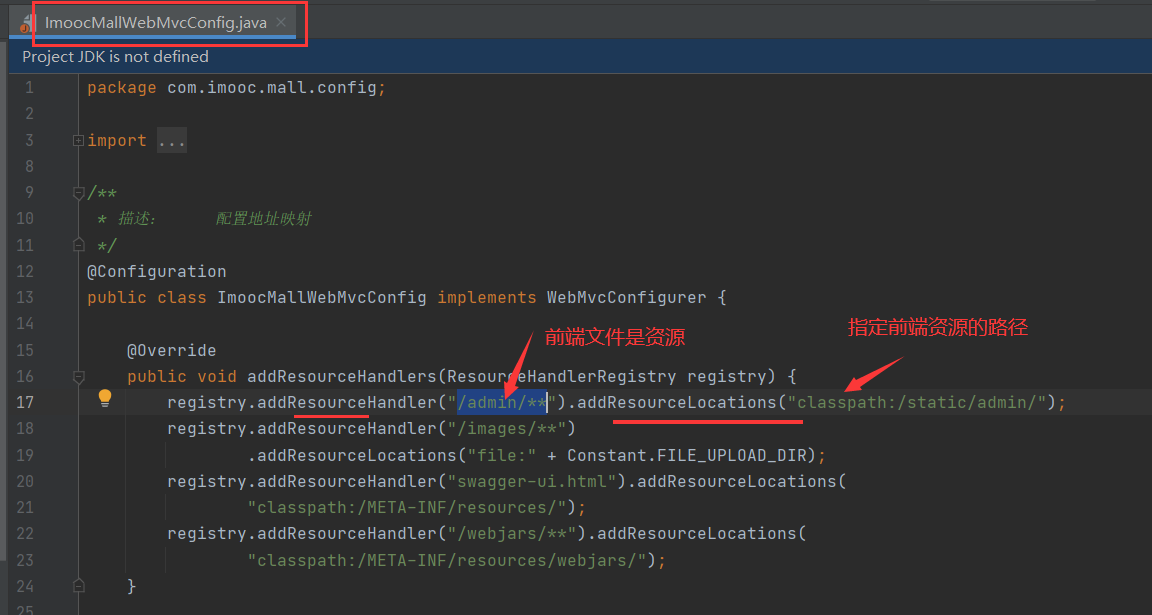 ImoocMallWebMvcConfig.java
Project JDK is not defined
1 package com.imooc.mall.config;
2
3 import ...
8
9 /**
10 * 描述: 配置地址映射
11 */
12 @Configuration
13 public class ImoocMallWebMvcConfig implements WebMvcConfigurer {
14
前端文件是资源
指定前端资源的路径
15 @Override
16 public void addResourceHandlers(ResourceHandlerRegistry registry) {
17 registry.addResourceHandler("/admin/**").addResourceLocations("classpath:/static/admin/");
18 registry.addResourceHandler("/images/**")
19 .addResourceLocations("file:" + Constant.FILE_UPLOAD_DIR);
20 registry.addResourceHandler("swagger-ui.html").addResourceLocations(
21 "classpath:/META-INF/resources/");
22 registry.addResourceHandler("/webjars/**").addResourceLocations(
23 "classpath:/META-INF/resources/webjars/");
24 }
25